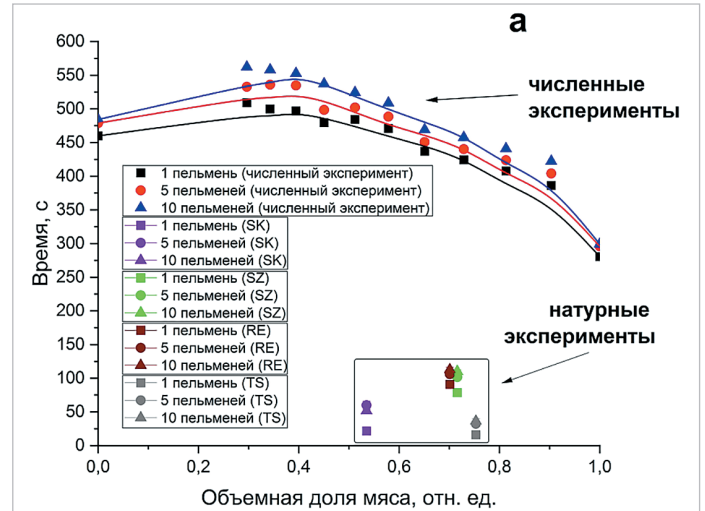 а
600
550
500
450
400
350
300
250
200
150
100
50
0
Время, с
численные
эксперименты
1 пельмень (численный эксперимент)
5 пельменей (численный эксперимент)
10 пельменей (численный эксперимент)
1 пельмень (SK)
5 пельменей (SK)
10 пельменей (SK)
1 пельмень (SZ)
5 пельменей (SZ)
10 пельменей (SZ)
1 пельмень (RE)
5 пельменей (RE)
10 пельменей (RE)
1 пельмень (TS)
5 пельменей (TS)
10 пельменей (TS)
натурные
эксперименты
0,0 0,2 0,4 0,6 0,8 1,0
Объемная доля мяса, отн. ед.